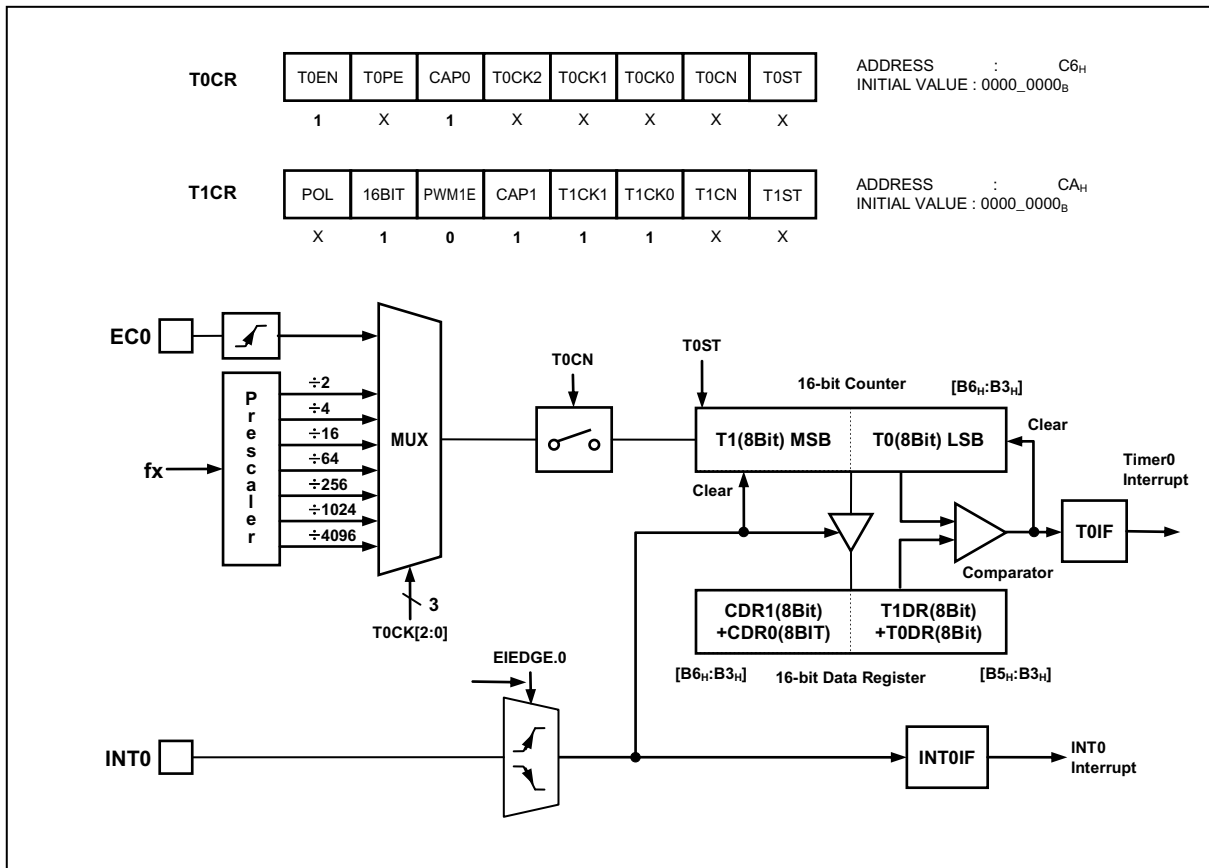 T0CR T0EN T0PE CAP0 T0CK2 T0CK1 T0CK0 T0CN T0ST
ADDRESS : C6H
INITIAL VALUE : 0000_0000B
1 X 1 X X X X X
T1CR POL 16BIT PWM1E CAP1 T1CK1 T1CK0 T1CN T1ST
ADDRESS : CAH
INITIAL VALUE : 0000_0000B
X 1 0 1 1 1 X X
EC0
Prescaler
fx
÷2
÷4
÷16
÷64
÷256
÷1024
÷4096
MUX
3
T0CK[2:0]
T0CN
T0ST
16-bit Counter
[B6H:B3H]
T1(8Bit) MSB
T0(8Bit) LSB
Clear
Clear
Comparator
Timer0
Interrupt
T0IF
CDR1(8Bit)
+CDR0(8BIT)
T1DR(8Bit)
+T0DR(8Bit)
[B6H:B3H]
16-bit Data Register
[B5H:B3H]
EIEDGE.0
INT0
INT0IF
INT0
Interrupt